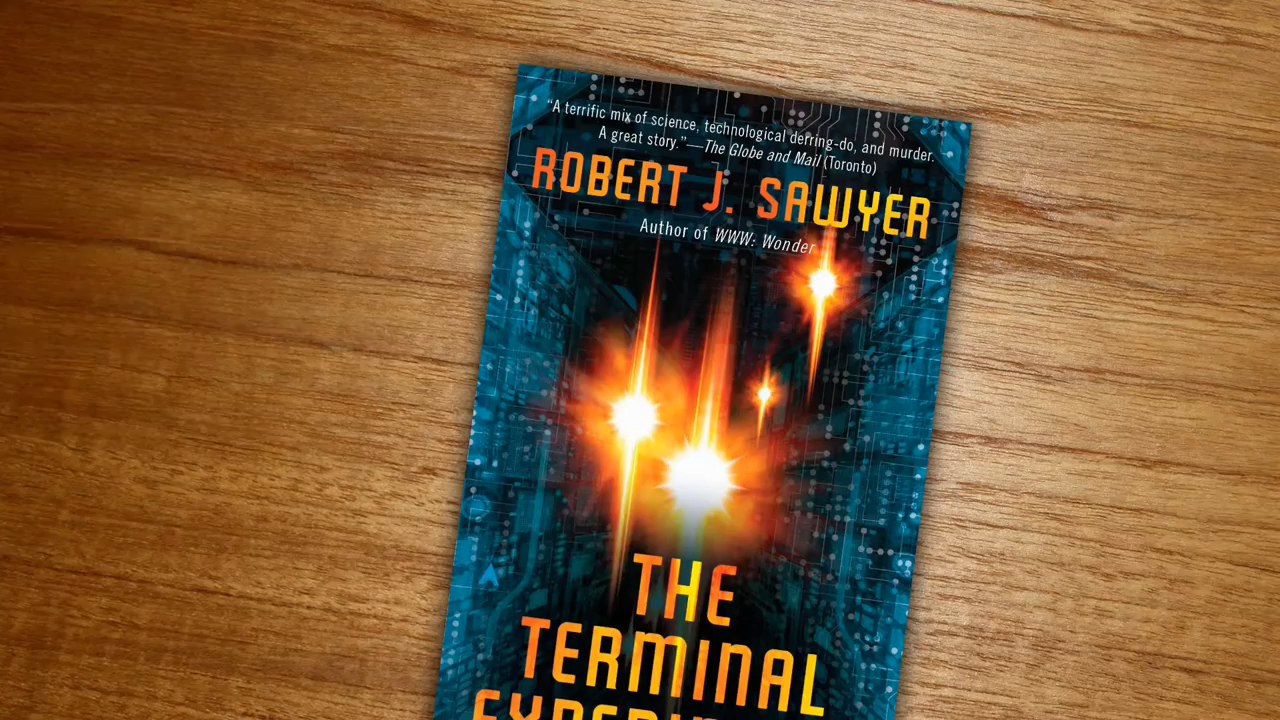 “A terrific mix of science, technological derring-do, and murder.
A great story.”—The Globe and Mail (Toronto)
ROBERT J. SAWYER
Author of WWW: Wonder
THE
TERMINAL